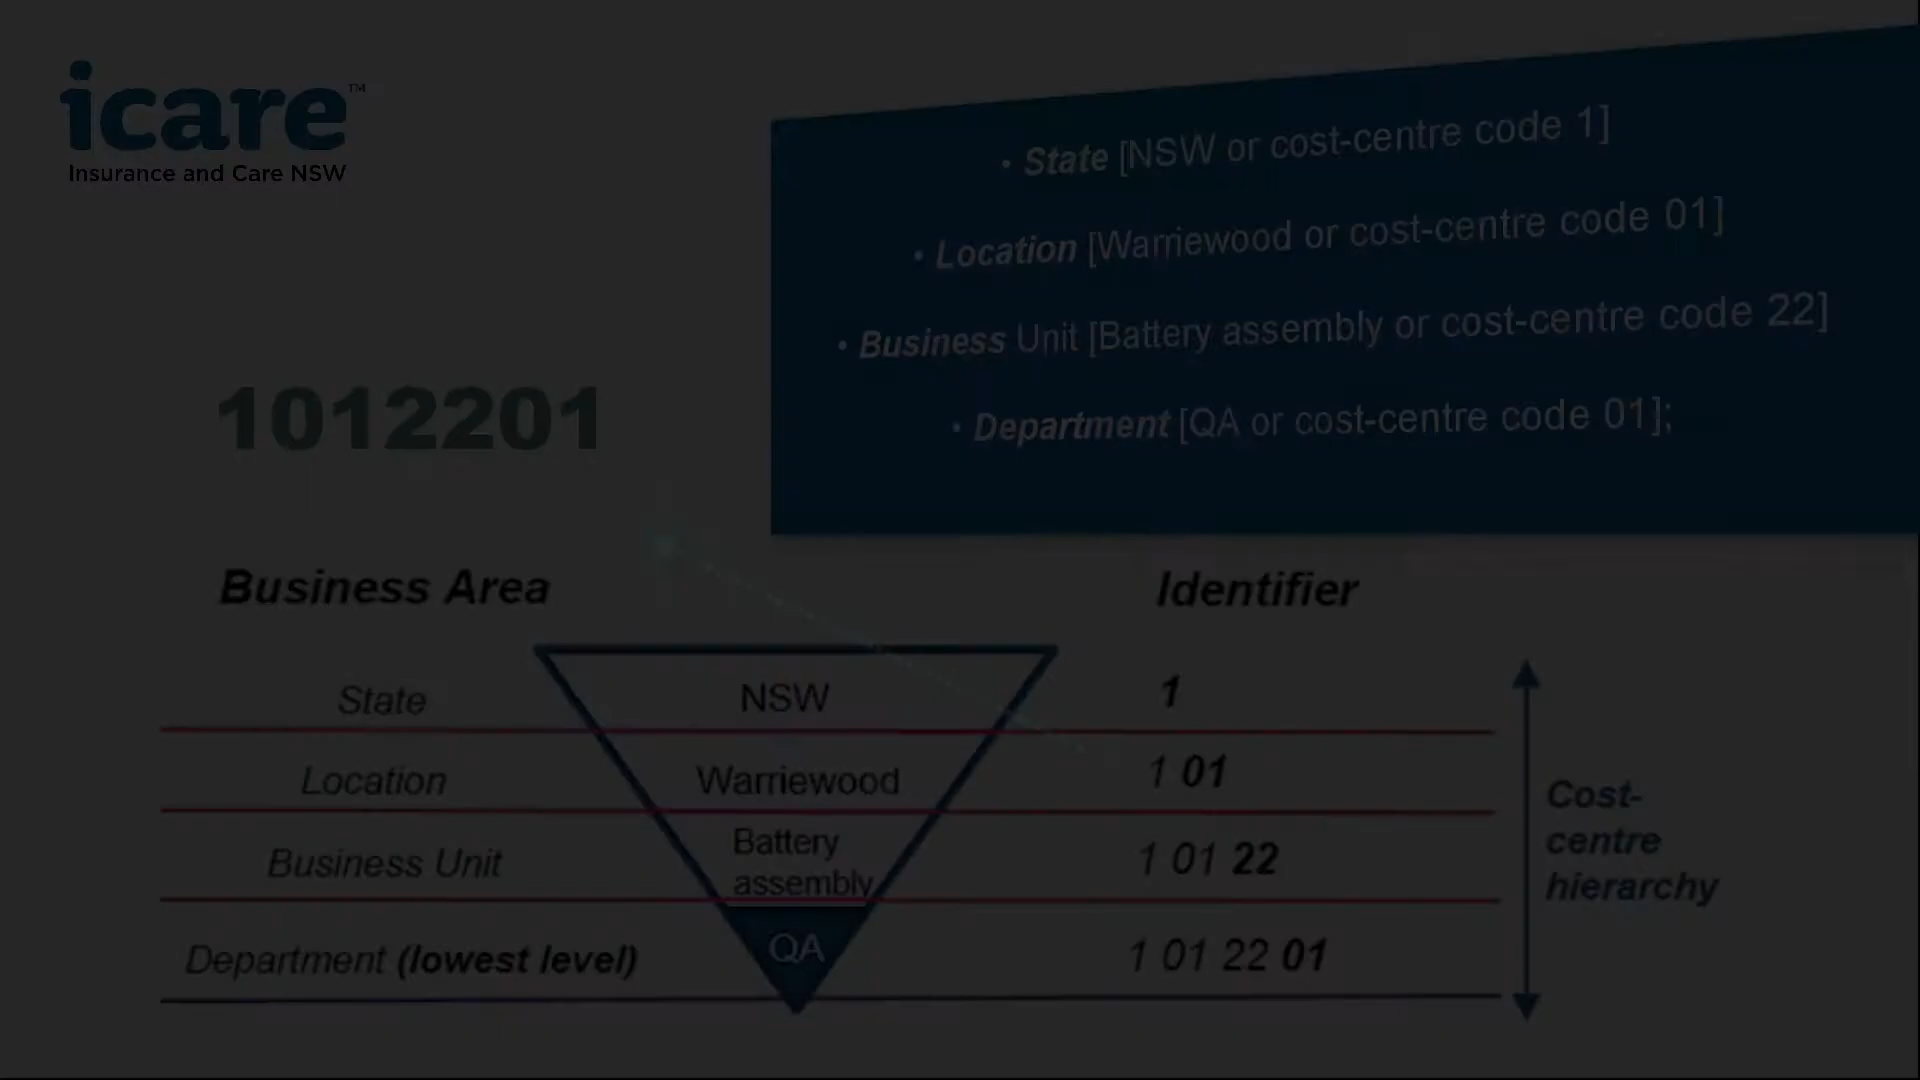 icare™
Insurance and Care NSW
• State [NSW or cost-centre code 1]
• Location [Warriewood or cost-centre code 01]
• Business Unit [Battery assembly or cost-centre code 22]
• Department [QA or cost-centre code 01];
1012201
Business Area
Identifier
State
NSW
1
Location
Warriewood
1 01
Business Unit
Battery
assembly
1 01 22
Department (lowest level)
QA
1 01 22 01
Cost-
centre
hierarchy